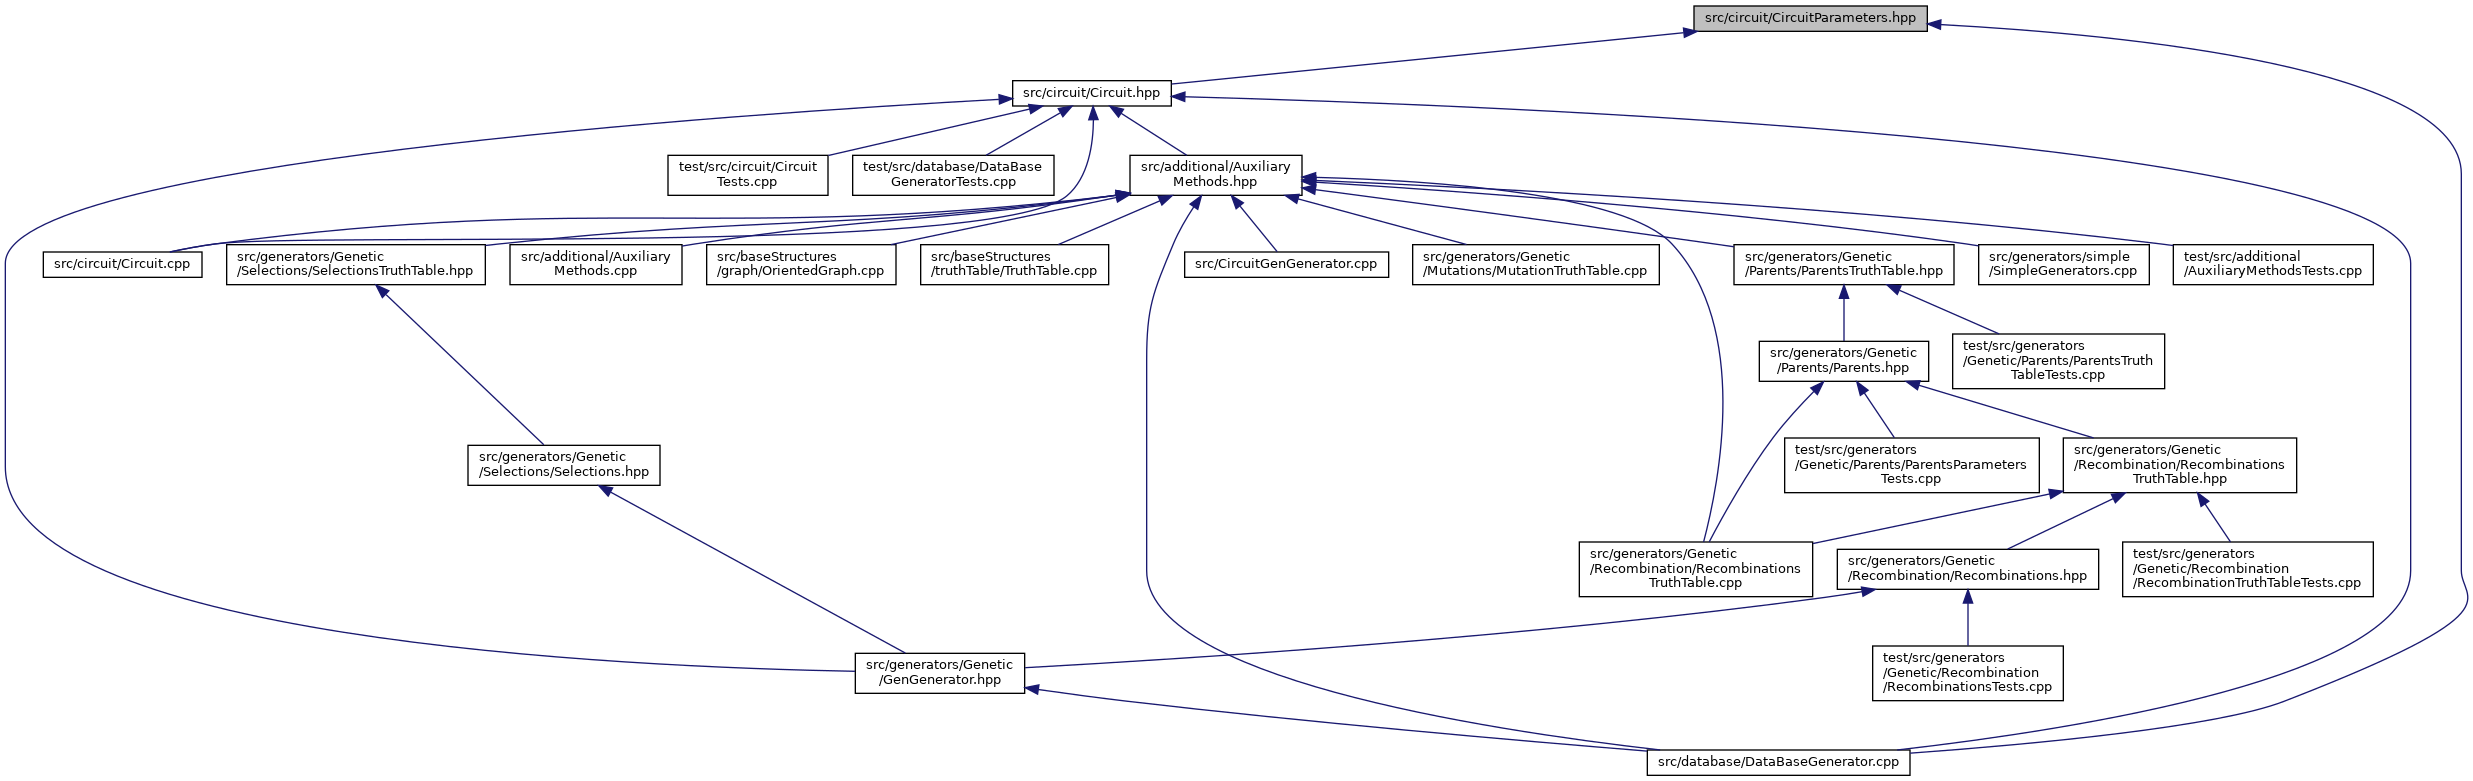 src/circuit/CircuitParameters.hpp
src/circuit/Circuit.hpp
test/src/circuit/Circuit
Tests.cpp
test/src/database/DataBase
GeneratorTests.cpp
src/additional/Auxiliary
Methods.hpp
src/circuit/Circuit.cpp
src/generators/Genetic
/Selections/SelectionsTruthTable.hpp
src/additional/Auxiliary
Methods.cpp
src/baseStructures
/graph/OrientedGraph.cpp
src/baseStructures
/truthTable/TruthTable.cpp
src/CircuitGenGenerator.cpp
src/generators/Genetic
/Mutations/MutationTruthTable.cpp
src/generators/Genetic
/Parents/ParentsTruthTable.hpp
src/generators/simple
/SimpleGenerators.cpp
test/src/additional
/AuxiliaryMethodsTests.cpp
src/generators/Genetic
/Parents/Parents.hpp
test/src/generators
/Genetic/Parents/ParentsTruth
TableTests.cpp
src/generators/Genetic
/Selections/Selections.hpp
test/src/generators
/Genetic/Parents/ParentsParameters
Tests.cpp
src/generators/Genetic
/Recombination/Recombinations
TruthTable.hpp
src/generators/Genetic
/Recombination/Recombinations
TruthTable.cpp
src/generators/Genetic
/Recombination/Recombinations.hpp
test/src/generators
/Genetic/Recombination
/RecombinationTruthTableTests.cpp
src/generators/Genetic
/GenGenerator.hpp
test/src/generators
/Genetic/Recombination
/RecombinationsTests.cpp
src/database/DataBaseGenerator.cpp